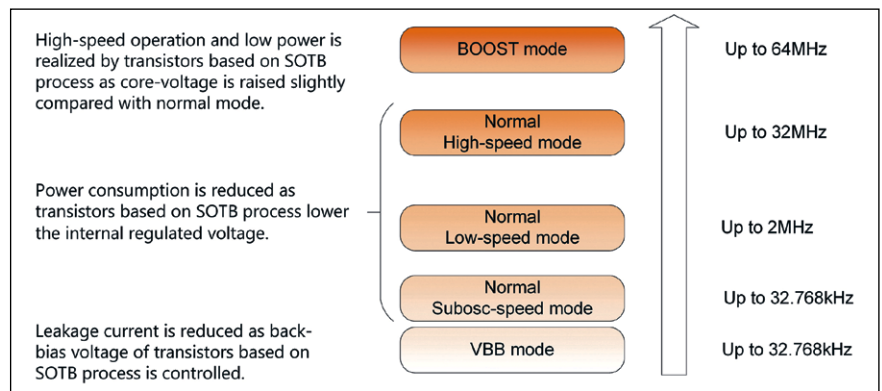 High-speed operation and low power is
realized by transistors based on SOTB
process as core-voltage is raised slightly
compared with normal mode.
BOOST mode
Up to 64MHz
Normal
High-speed mode
Up to 32MHz
Power consumption is reduced as
transistors based on SOTB process lower
the internal regulated voltage.
Normal
Low-speed mode
Up to 2MHz
Normal
Subosc-speed mode
Up to 32.768kHz
Leakage current is reduced as back-
bias voltage of transistors based on
SOTB process is controlled.
VBB mode
Up to 32.768kHz